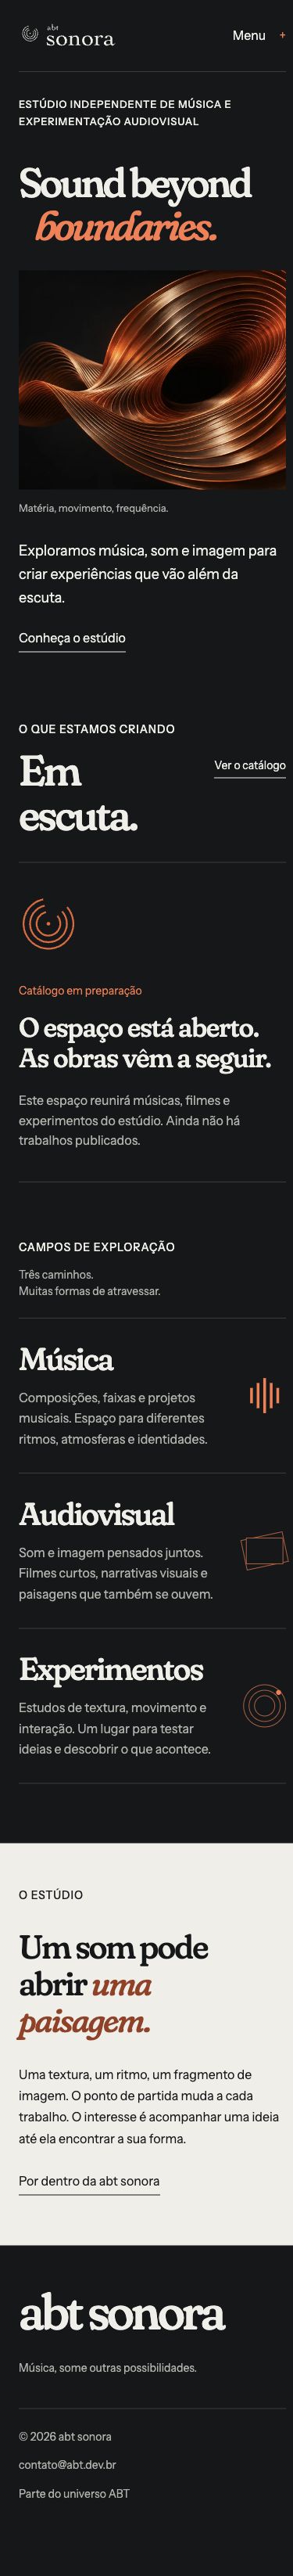 abt
sonora
Menu +
ESTÚDIO INDEPENDENTE DE MÚSICA E
EXPERIMENTAÇÃO AUDIOVISUAL
Sound beyond
boundaries.
Matéria, movimento, frequência.
Exploramos música, som e imagem para
criar experiências que vão além da
escuta.
Conheça o estúdio
O QUE ESTAMOS CRIANDO
Em
escuta.
Ver o catálogo
Catálogo em preparação
O espaço está aberto.
As obras vêm a seguir.
Este espaço reunirá músicas, filmes e
experimentos do estúdio. Ainda não há
trabalhos publicados.
CAMPOS DE EXPLORAÇÃO
Três caminhos.
Muitas formas de atravessar.
Música
Composições, faixas e projetos
musicais. Espaço para diferentes
ritmos, atmosferas e identidades.
Audiovisual
Som e imagem pensados juntos.
Filmes curtos, narrativas visuais e
paisagens que também se ouvem.
Experimentos
Estudos de textura, movimento e
interação. Um lugar para testar
ideias e descobrir o que acontece.
O ESTÚDIO
Um som pode
abrir uma
paisagem.
Uma textura, um ritmo, um fragmento de
imagem. O ponto de partida muda a cada
trabalho. O interesse é acompanhar uma ideia
até ela encontrar a sua forma.
Por dentro da abt sonora
abt sonora
Música, som e outras possibilidades.
© 2026 abt sonora
contato@abt.dev.br
Parte do universo ABT